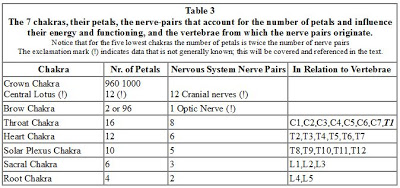 Table 3
The 7 chakras, their petals, the nerve-pairs that account for the number of petals and influence
their energy and functioning, and the vertebrae from which the nerve pairs originate.
Notice that for the five lowest chakras the number of petals is twice the number of nerve pairs
The exclamation mark (!) indicates data that is not generally known; this will be covered and referenced in the text.
Chakra Nr. of Petals Nervous System Nerve Pairs In Relation to Vertebrae
Crown Chakra 960 1000
Central Lotus (!) 12 (!) 12 Cranial nerves (!)
Brow Chakra 2 or 96 1 Optic Nerve (!)
Throat Chakra 16 8 C1,C2,C3,C4,C5,C6,C7,T1
Heart Chakra 12 6 T2,T3,T4,T5,T6,T7
Solar Plexus Chakra 10 5 T8,T9,T10,T11,T12
Sacral Chakra 6 3 L1,L2,L3
Root Chakra 4 2 L4,L5